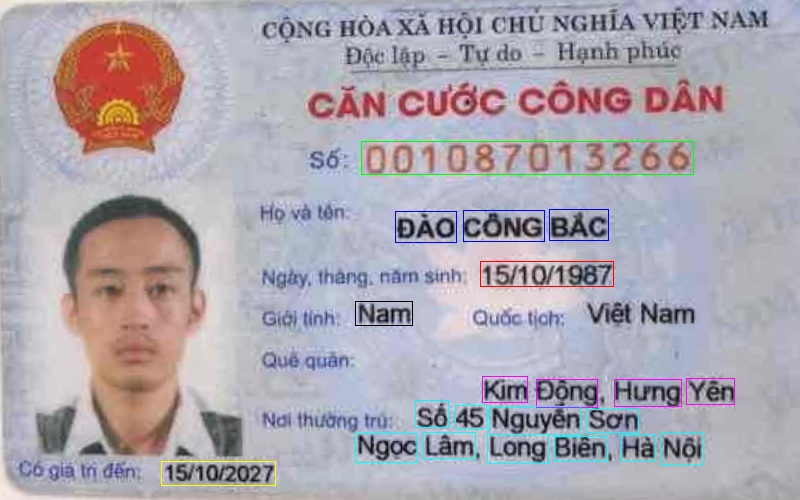 CỘNG HÒA XÃ HỘI CHỦ NGHĨA VIỆT NAM
Độc lập - Tự do - Hạnh phúc
CĂN CƯỚC CÔNG DÂN
Số: 001087013266
Họ và tên:
ĐÀO CÔNG BẮC
Ngày, tháng, năm sinh: 15/10/1987
Giới tính: Nam Quốc tịch: Việt Nam
Quê quán:
Kim Động, Hưng Yên
Nơi thường trú: Số 45 Nguyễn Sơn
Ngọc Lâm, Long Biên, Hà Nội
Có giá trị đến: 15/10/2027